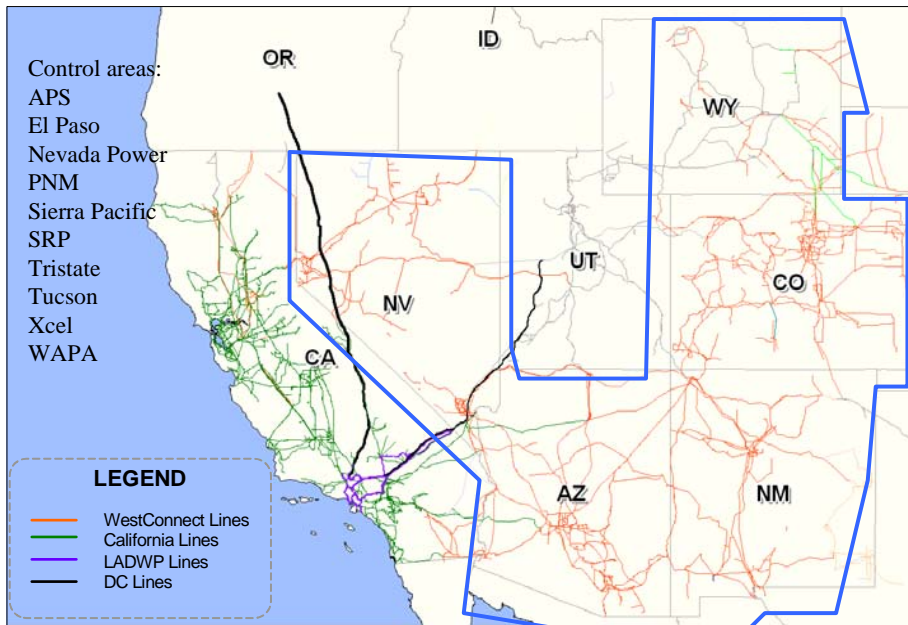 Control areas:
APS
El Paso
Nevada Power
PNM
Sierra Pacific
SRP
Tristate
Tucson
Xcel
WAPA
OR
ID
WY
NV
UT
CO
CA
AZ
NM
LEGEND
WestConnect Lines
California Lines
LADWP Lines
DC Lines